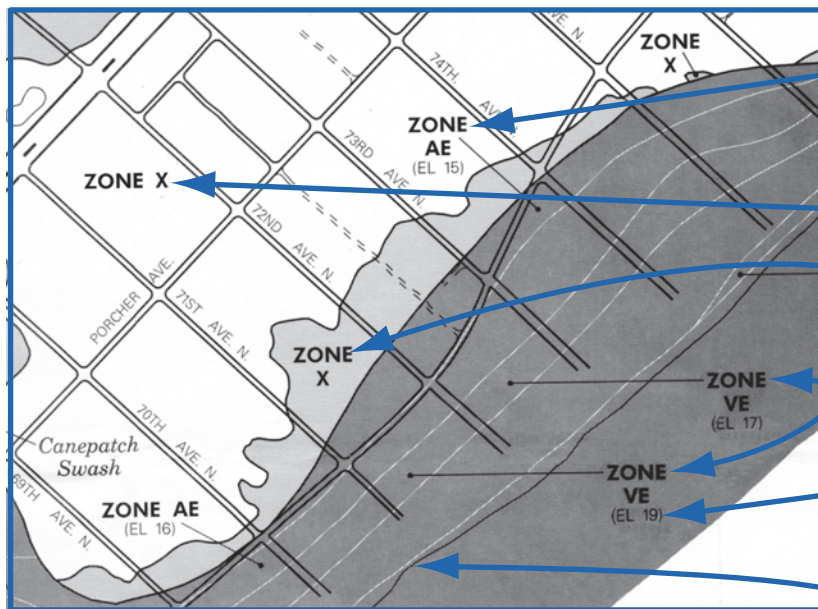 AVE. N.
ZONE
X
74TH. AVE. N.
ZONE
AE
(EL 15)
73RD AVE. N.
ZONE X
72ND AVE. N.
PORCHER AVE.
71ST AVE. N.
ZONE
X
ZONE
VE
(EL 17)
70TH AVE. N.
Canepatch
Swash
69TH AVE. N.
ZONE
VE
(EL 19)
ZONE AE
(EL 16)